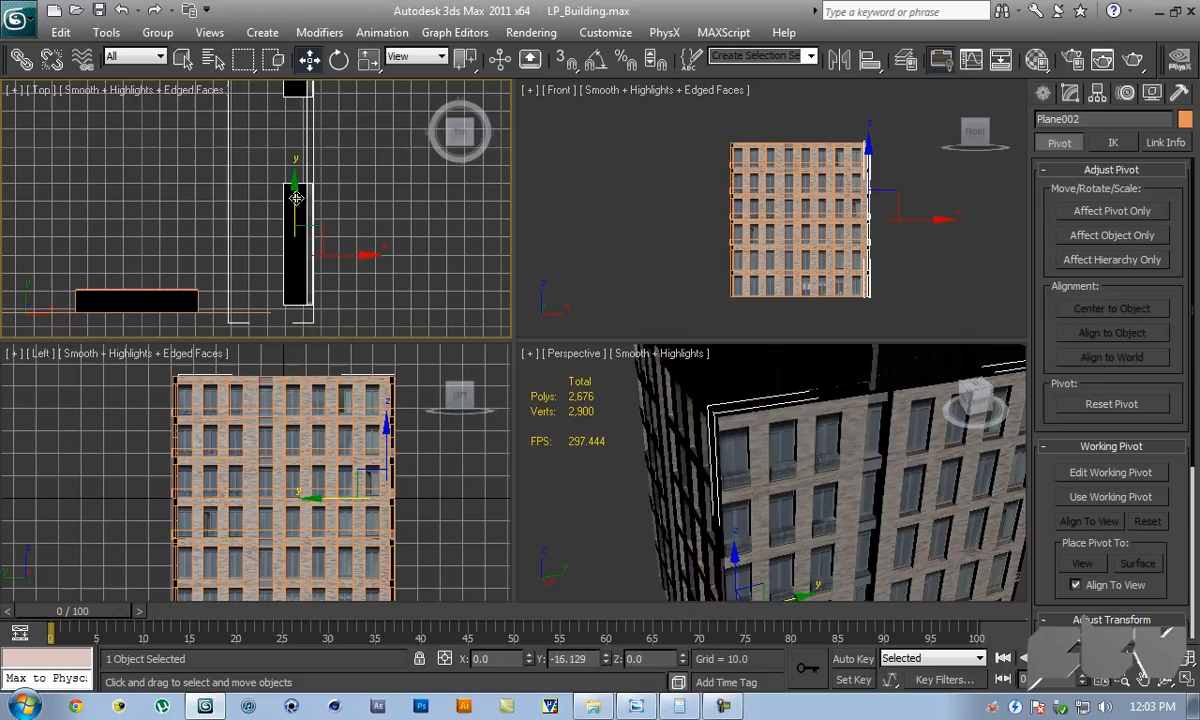 Autodesk 3ds Max 2011 x64 LP_Building.max
Type a keyword or phrase
Edit Tools Group Views Create Modifiers Animation Graph Editors Rendering Customize PhysX MAXScript Help
All View Create Selection Se PhysX
[ + ] [ Top ] [ Smooth + Highlights + Edged Faces ]
TOP
y
x
[ + ] [ Front ] [ Smooth + Highlights + Edged Faces ]
FRONT
z
x
[ + ] [ Left ] [ Smooth + Highlights + Edged Faces ]
LEFT
z
y
[ + ] [ Perspective ] [ Smooth + Highlights ]
Total
Polys: 2,676
Verts: 2,900
FPS: 297.444
z
y
Plane002
Pivot IK Link Info
- Adjust Pivot
Move/Rotate/Scale:
Affect Pivot Only
Affect Object Only
Affect Hierarchy Only
Alignment:
Center to Object
Align to Object
Align to World
Pivot:
Reset Pivot
- Working Pivot
Edit Working Pivot
Use Working Pivot
Align To View Reset
Place Pivot To:
View Surface
Align To View
- Adjust Transform
< 0 / 100 >
0 5 10 15 20 25 30 35 40 45 50 55 60 65 70 75 80 85 90 95 100
1 Object Selected X: 0.0 Y: -16.129 Z: 0.0 Grid = 10.0 Auto Key Selected
Max to Physc Click and drag to select and move objects Add Time Tag Set Key Key Filters... 0
12:03 PM